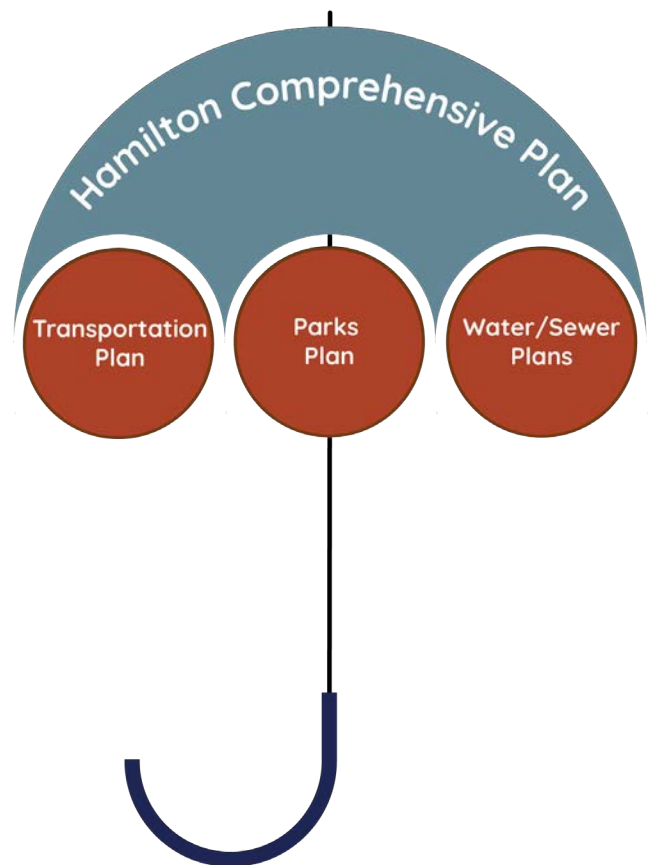 Hamilton Comprehensive Plan
Transportation
Plan
Parks
Plan
Water/Sewer
Plans